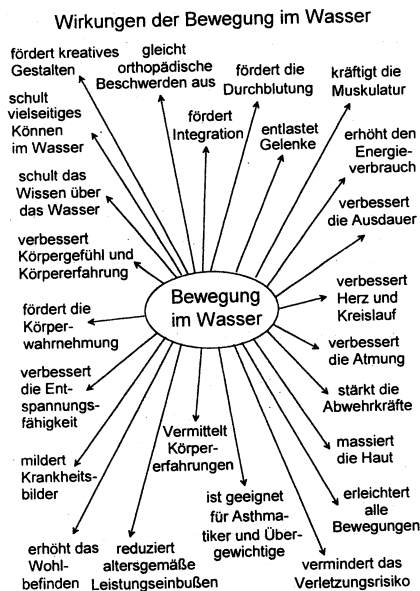 Wirkungen der Bewegung im Wasser
fördert kreatives
Gestalten
gleicht
orthopädische
Beschwerden aus
fördert die
Durchblutung
kräftigt die
Muskulatur
schult
vielseitiges
Können
im Wasser
fördert
Integration
entlastet
Gelenke
erhöht den
Energie-
verbrauch
schult das
Wissen über
das Wasser
verbessert
die Ausdauer
verbessert
Körpergefühl und
Körpererfahrung
Bewegung
im Wasser
verbessert
Herz und
Kreislauf
fördert die
Körper-
wahrnehmung
verbessert
die Atmung
verbessert
die Ent-
spannungs-
fähigkeit
stärkt die
Abwehrkräfte
Vermittelt
Körper-
erfahrungen
massiert
die Haut
mildert
Krankheits-
bilder
ist geeignet
für Asthma-
tiker und Über-
gewichtige
erleichtert
alle
Bewegungen
erhöht das
Wohl-
befinden
reduziert
altersgemäße
Leistungseinbußen
vermindert das
Verletzungsrisiko